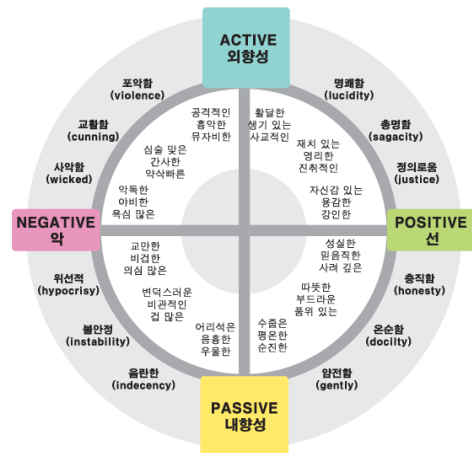 ACTIVE
외향성
포악함
(violence)
명쾌함
(lucidity)
교활함
(cunning)
총명함
(sagacity)
사악함
(wicked)
정의로움
(justice)
공격적인
흉악한
무자비한
활달한
생기 있는
사교적인
심술 맞은
간사한
약삭빠른
재치 있는
영리한
진취적인
악독한
야비한
욕심 많은
자신감 있는
용감한
강인한
NEGATIVE
악
POSITIVE
선
교만한
비겁한
의심 많은
성실한
믿음직한
사려 깊은
변덕스러운
비관적인
겁 많은
따뜻한
부드라운
품위 있는
어리석은
음흉한
우울한
수줍은
평온한
순진한
위선적
(hypocrisy)
충직함
(honesty)
불안정
(instability)
온순함
(docilty)
음란한
(indecency)
얌전함
(gently)
PASSIVE
내향성